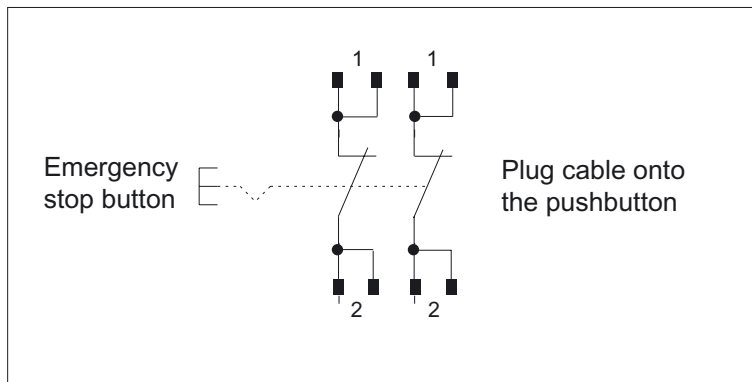 1 1
Emergency
stop button
Plug cable onto
the pushbutton
2 2